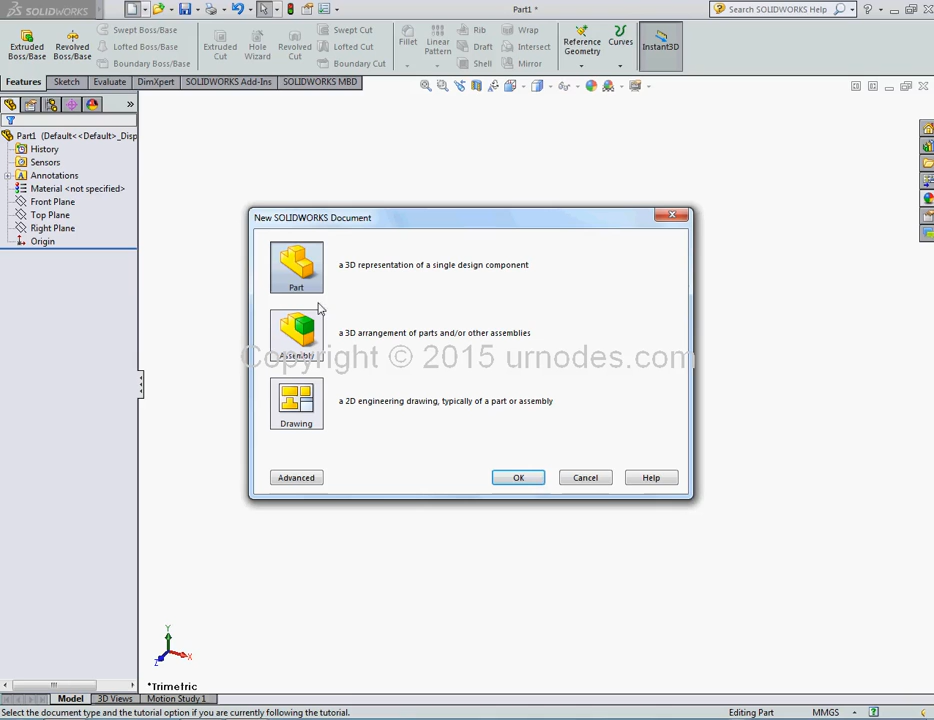 SOLIDWORKS
Part1 *
Search SOLIDWORKS Help
Extruded Boss/Base
Revolved Boss/Base
Swept Boss/Base
Lofted Boss/Base
Boundary Boss/Base
Extruded Cut
Hole Wizard
Revolved Cut
Swept Cut
Lofted Cut
Boundary Cut
Fillet
Linear Pattern
Rib
Draft
Shell
Wrap
Intersect
Mirror
Reference Geometry
Curves
Instant3D
Features Sketch Evaluate DimXpert SOLIDWORKS Add-Ins SOLIDWORKS MBD
Part1 (Default<<Default>_Disp
History
Sensors
Annotations
Material <not specified>
Front Plane
Top Plane
Right Plane
Origin
New SOLIDWORKS Document
Part
a 3D representation of a single design component
Assembly
a 3D arrangement of parts and/or other assemblies
Copyright © 2015 urnodes.com
Drawing
a 2D engineering drawing, typically of a part or assembly
Advanced OK Cancel Help
Y
X
Z
*Trimetric
Model 3D Views Motion Study 1
Select the document type and the tutorial option if you are currently following the tutorial.
Editing Part
MMGS